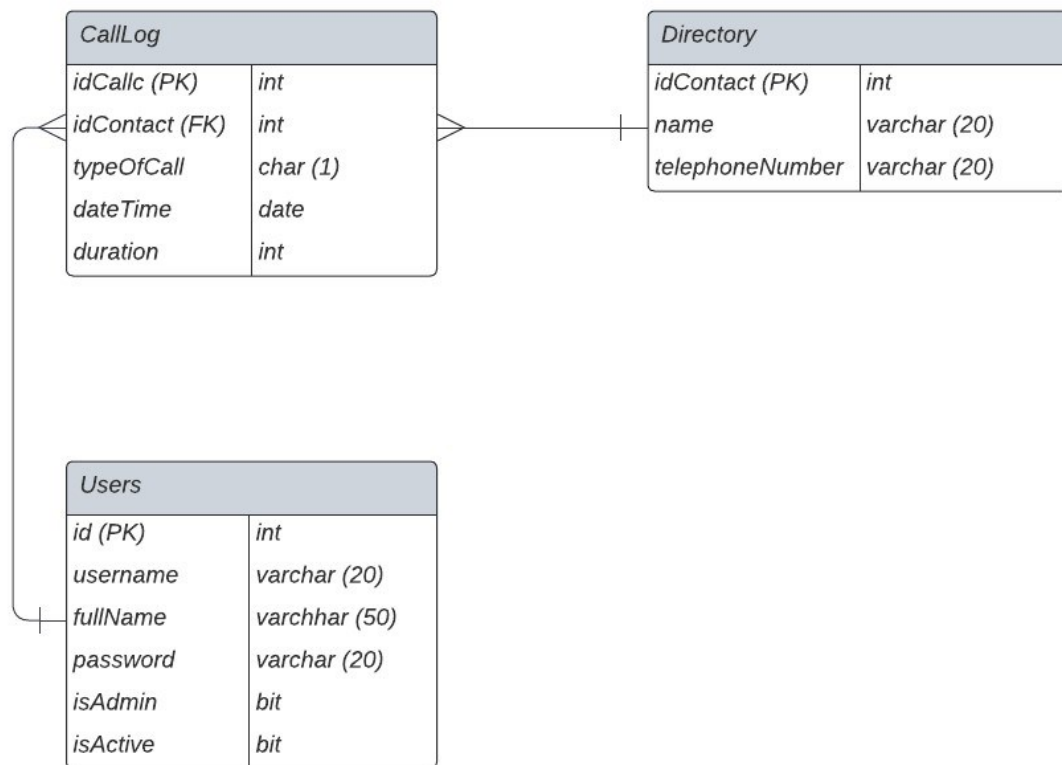 CallLog
idCallc (PK) int
idContact (FK) int
typeOfCall char (1)
dateTime date
duration int
Directory
idContact (PK) int
name varchar (20)
telephoneNumber varchar (20)
Users
id (PK) int
username varchar (20)
fullName varchhar (50)
password varchar (20)
isAdmin bit
isActive bit